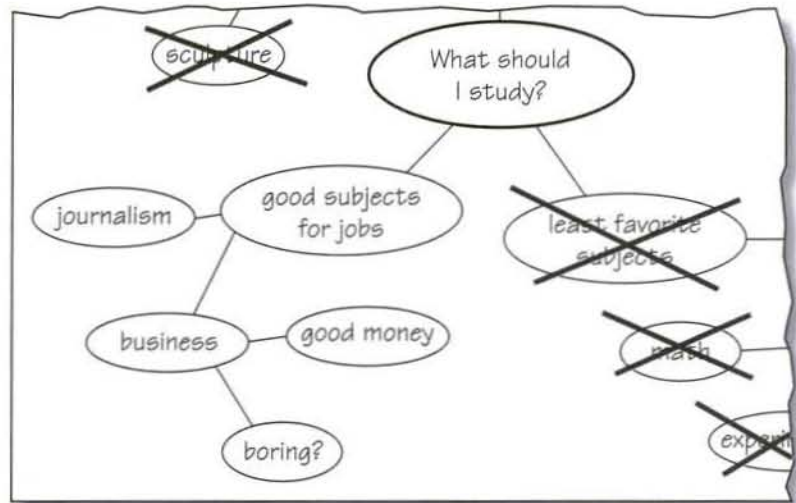 sculpture
What should
I study?
journalism
good subjects
for jobs
least favorite
subjects
business
good money
math
boring?